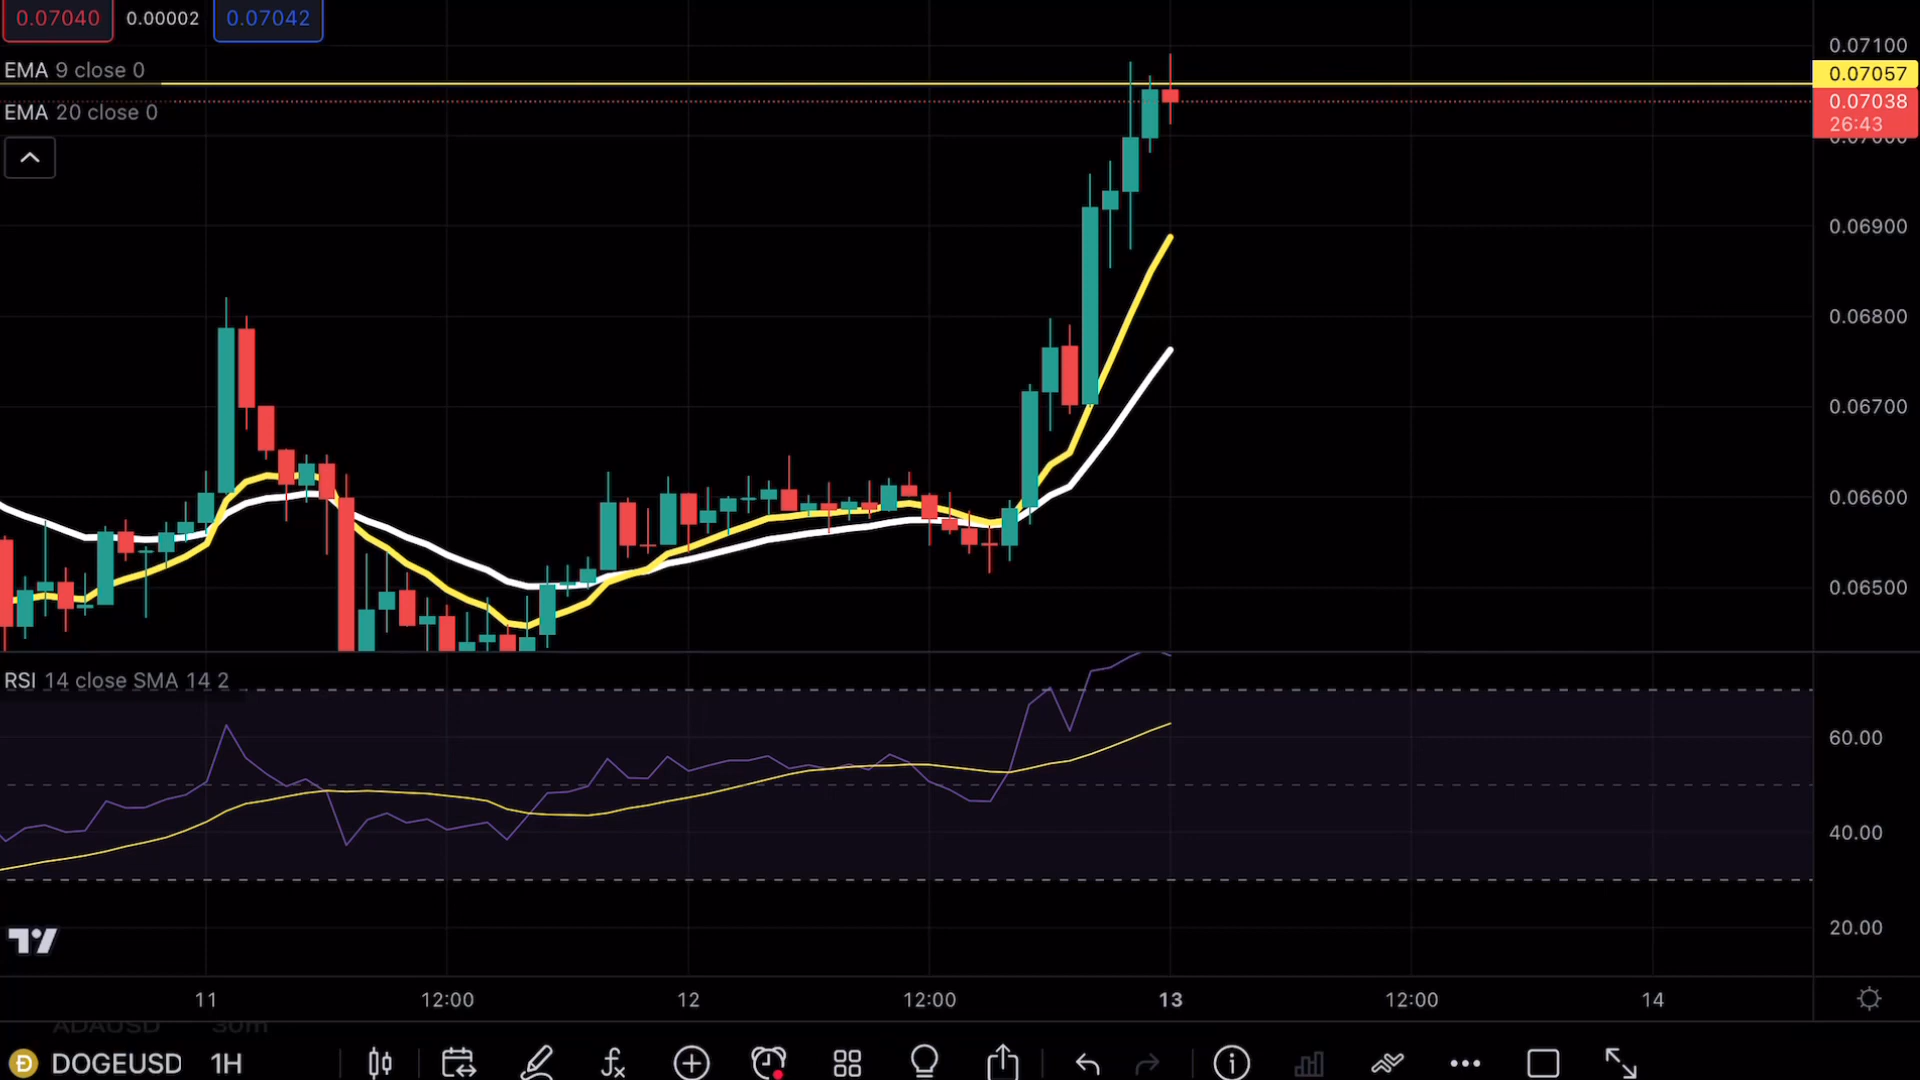 0.07040 0.00002 0.07042
0.07100
EMA 9 close 0
0.07057
EMA 20 close 0
0.07038
26:43
0.07000
0.06900
0.06800
0.06700
0.06600
0.06500
RSI 14 close SMA 14 2
60.00
40.00
20.00
11 12:00 12 12:00 13 12:00 14
ADAUSD 30m
DOGEUSD 1H